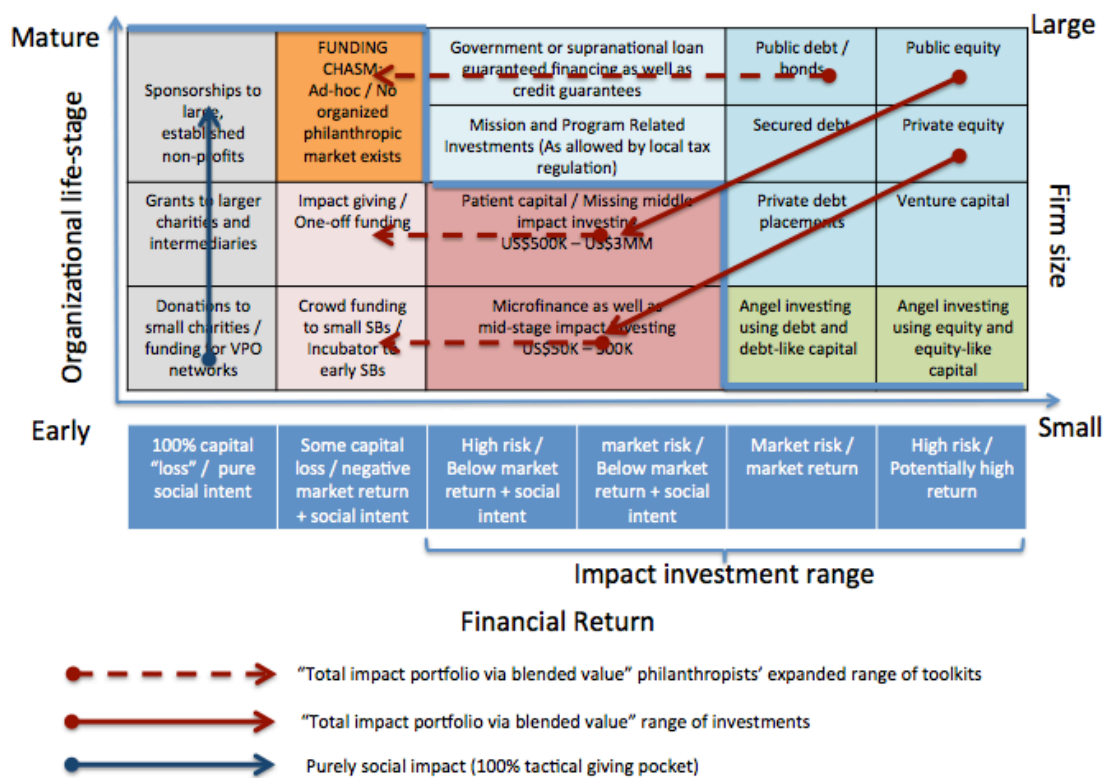 Mature
Large
Organizational life-stage
Firm size
Sponsorships to
large,
established
non-profits
FUNDING
CHASM:
Ad-hoc / No
organized
philanthropic
market exists
Government or supranational loan
guaranteed financing as well as
credit guarantees
Public debt /
bonds
Public equity
Mission and Program Related
Investments (As allowed by local tax
regulation)
Secured debt
Private equity
Grants to larger
charities and
intermediaries
Impact giving /
One-off funding
Patient capital / Missing middle
impact investing
US$500K – US$3MM
Private debt
placements
Venture capital
Donations to
small charities /
funding for VPO
networks
Crowd funding
to small SBs /
Incubator to
early SBs
Microfinance as well as
mid-stage impact investing
US$50K – 500K
Angel investing
using debt and
debt-like capital
Angel investing
using equity and
equity-like
capital
Early
Small
100% capital
“loss” / pure
social intent
Some capital
loss / negative
market return
+ social intent
High risk /
Below market
return + social
intent
market risk /
Below market
return + social
intent
Market risk /
market return
High risk /
Potentially high
return
Impact investment range
Financial Return
“Total impact portfolio via blended value” philanthropists’ expanded range of toolkits
“Total impact portfolio via blended value” range of investments
Purely social impact (100% tactical giving pocket)